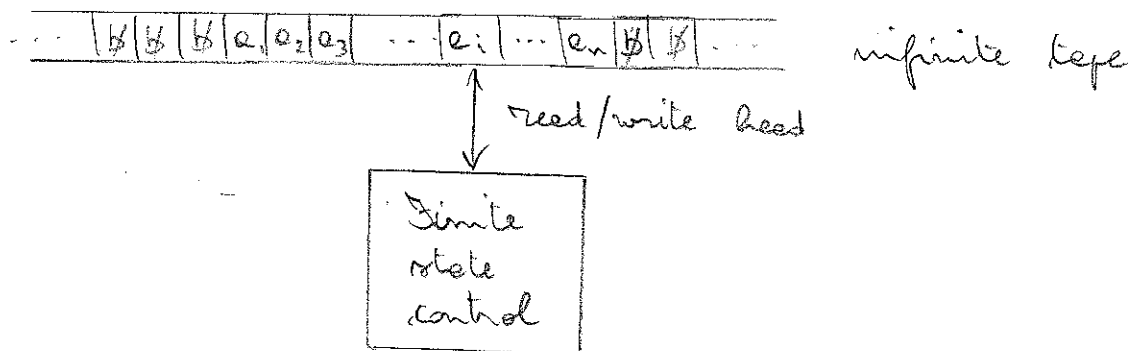 ... ␢ ␢ ␢ a₁ a₂ a₃ ... aᵢ ... aₙ ␢ ␢ ... infinite tape
read/write head
Finite
state
control